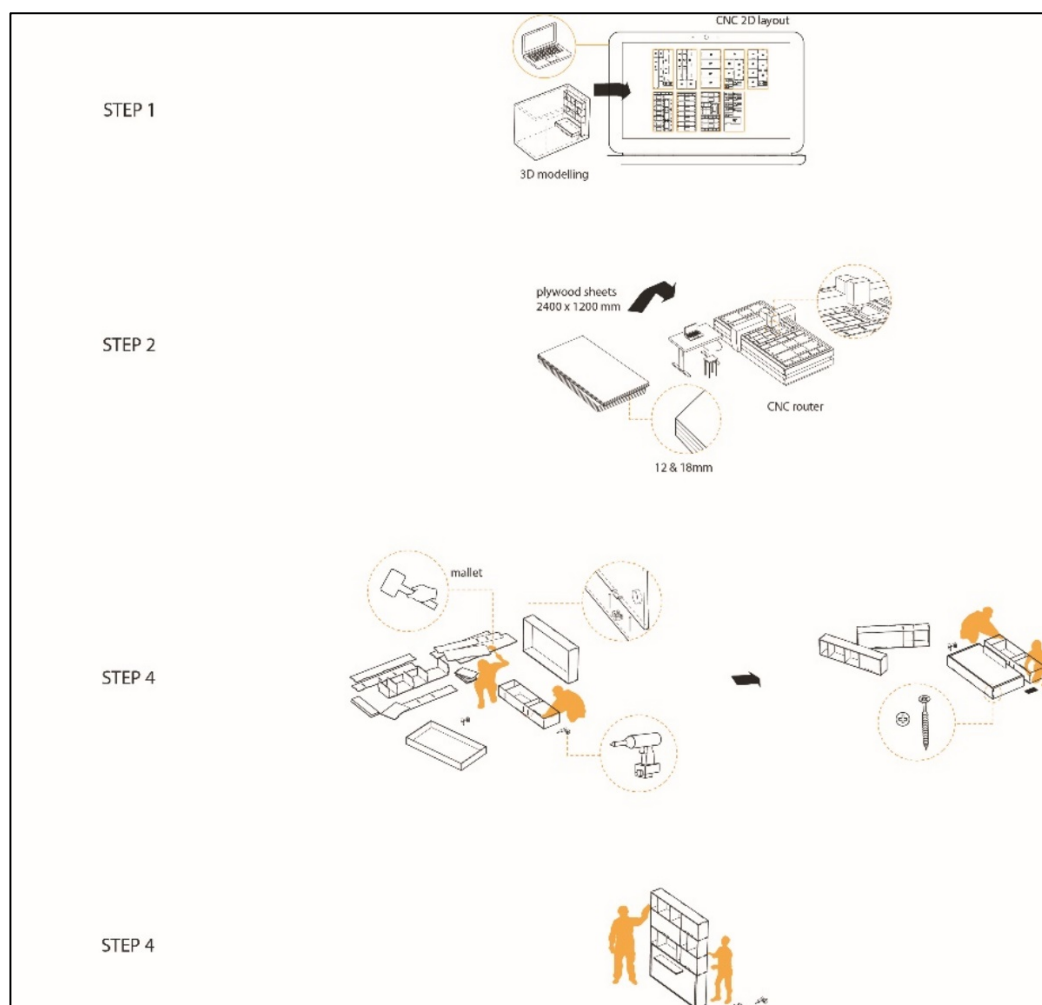 CNC 2D layout
STEP 1
3D modelling
plywood sheets
2400 x 1200 mm
STEP 2
CNC router
12 & 18mm
mallet
STEP 4
STEP 4